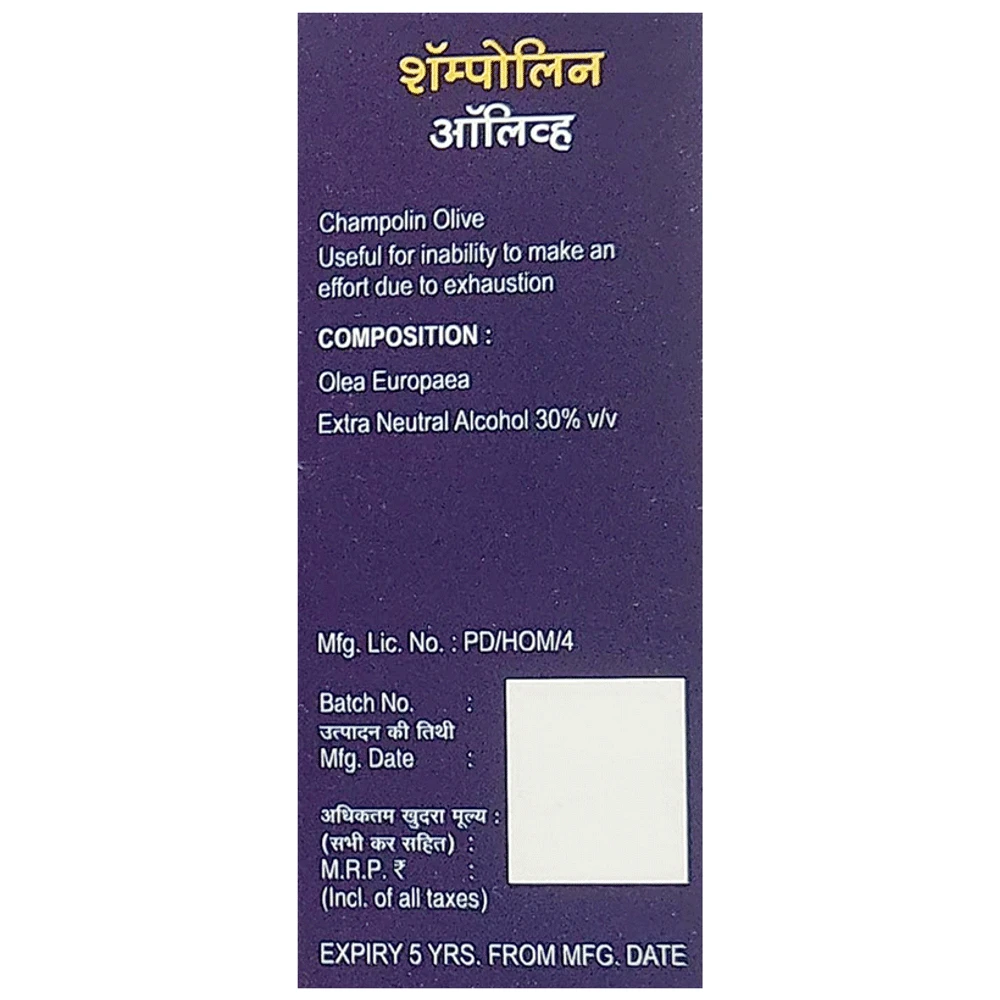 शॅम्पोलिन
ऑलिव्ह
Champolin Olive
Useful for inability to make an
effort due to exhaustion
COMPOSITION :
Olea Europaea
Extra Neutral Alcohol 30% v/v
Mfg. Lic. No. : PD/HOM/4
Batch No. :
उत्पादन की तिथी
Mfg. Date :
अधिकतम खुदरा मूल्य :
(सभी कर सहित) :
M.R.P. ₹ :
(Incl. of all taxes)
EXPIRY 5 YRS. FROM MFG. DATE